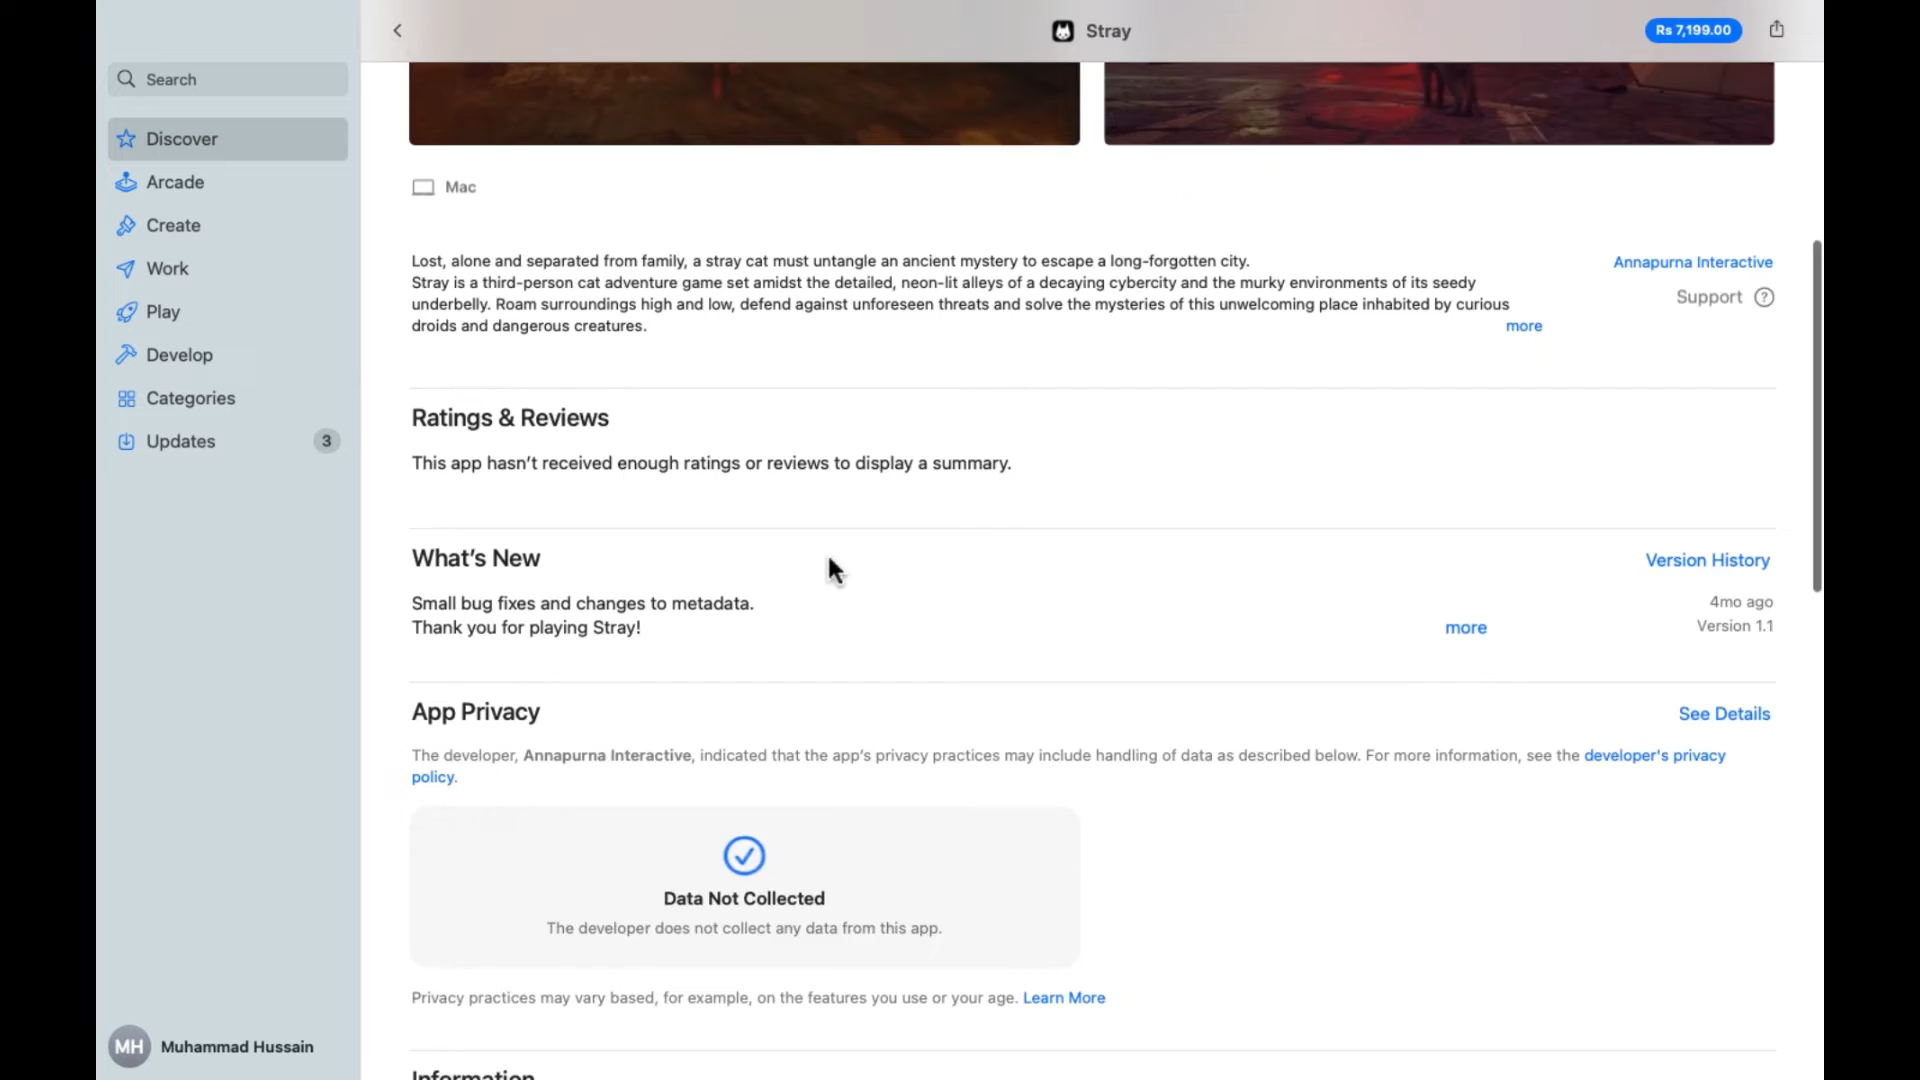 Stray
Rs 7,199.00
Search
Discover
Arcade
Create
Work
Play
Develop
Categories
Updates
3
Muhammad Hussain
MH
Mac
Lost, alone and separated from family, a stray cat must untangle an ancient mystery to escape a long-forgotten city.
Stray is a third-person cat adventure game set amidst the detailed, neon-lit alleys of a decaying cybercity and the murky environments of its seedy
underbelly. Roam surroundings high and low, defend against unforeseen threats and solve the mysteries of this unwelcoming place inhabited by curious
droids and dangerous creatures.
more
Annapurna Interactive
Support ?
Ratings & Reviews
This app hasn’t received enough ratings or reviews to display a summary.
What’s New
Version History
Small bug fixes and changes to metadata.
Thank you for playing Stray!
more
4mo ago
Version 1.1
App Privacy
See Details
The developer, Annapurna Interactive, indicated that the app’s privacy practices may include handling of data as described below. For more information, see the developer's privacy
policy.
Data Not Collected
The developer does not collect any data from this app.
Privacy practices may vary based, for example, on the features you use or your age. Learn More
Information